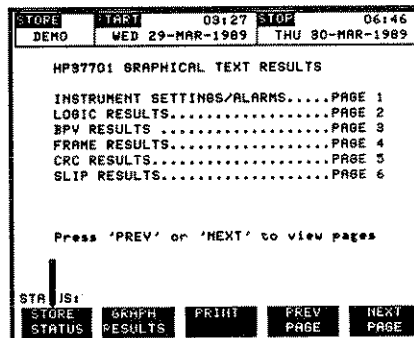 STORE START 03:27 STOP 06:46
DEMO WED 29-MAR-1989 THU 30-MAR-1989
HP37701 GRAPHICAL TEXT RESULTS
INSTRUMENT SETTINGS/ALARMS.....PAGE 1
LOGIC RESULTS...................PAGE 2
BPV RESULTS ....................PAGE 3
FRAME RESULTS...................PAGE 4
CRC RESULTS.....................PAGE 5
SLIP RESULTS....................PAGE 6
Press 'PREV' or 'NEXT' to view pages
STA US:
STORE STATUS GRAPH RESULTS PRINT PREV PAGE NEXT PAGE